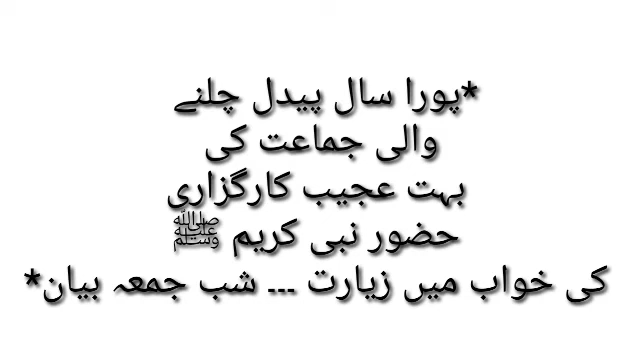 *پورا سال پیدل چلنے
والی جماعت کی
بہت عجیب کارگزاری
حضور نبی کریم ﷺ
کی خواب میں زیارت ... شب جمعہ بیان*